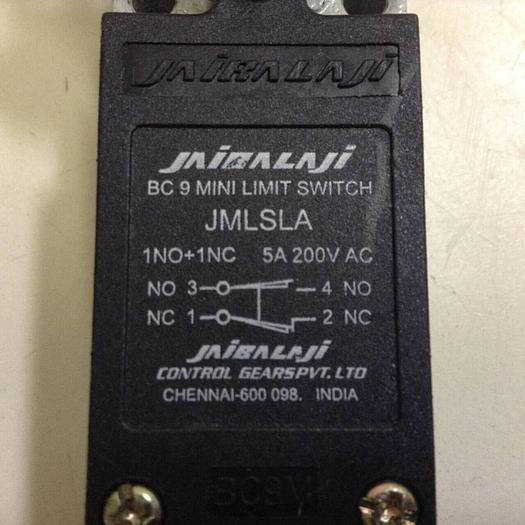 JAIBALAJI
JAIBALAJI
BC 9 MINI LIMIT SWITCH
JMLSLA
1NO+1NC 5A 200V AC
NO 3 4 NO
NC 1 2 NC
JAIBALAJI
CONTROL GEARSPVT. LTD
CHENNAI-600 098. INDIA
BC9V